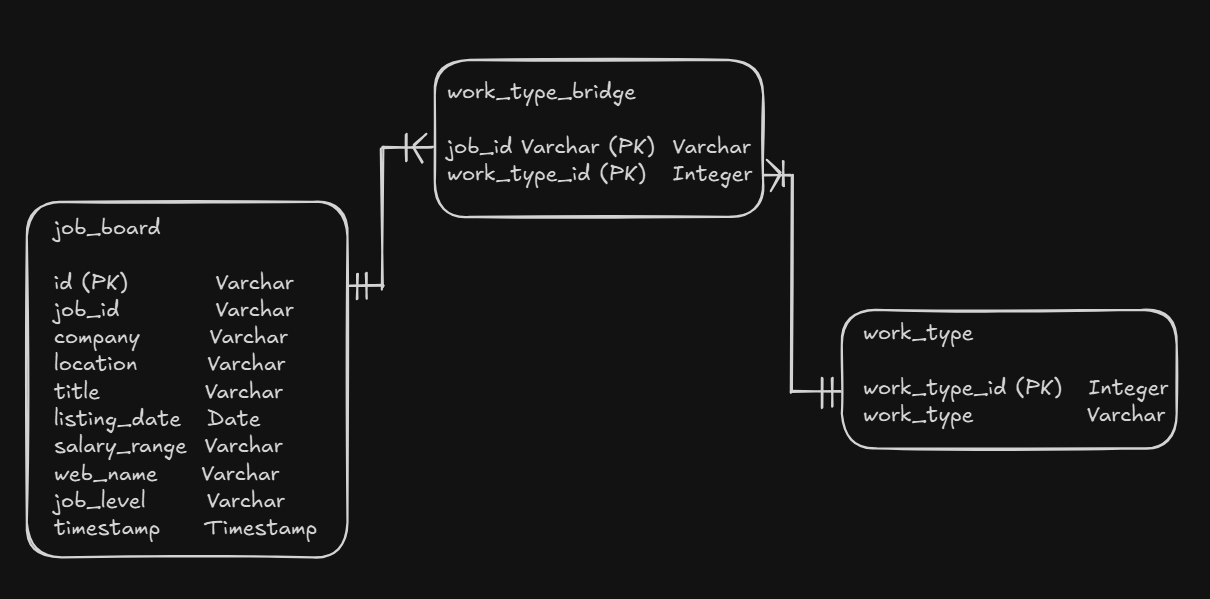 work_type_bridge
job_id Varchar (PK) Varchar
work_type_id (PK) Integer
job_board
id (PK) Varchar
job_id Varchar
company Varchar
location Varchar
title Varchar
listing_date Date
salary_range Varchar
web_name Varchar
job_level Varchar
timestamp Timestamp
work_type
work_type_id (PK) Integer
work_type Varchar